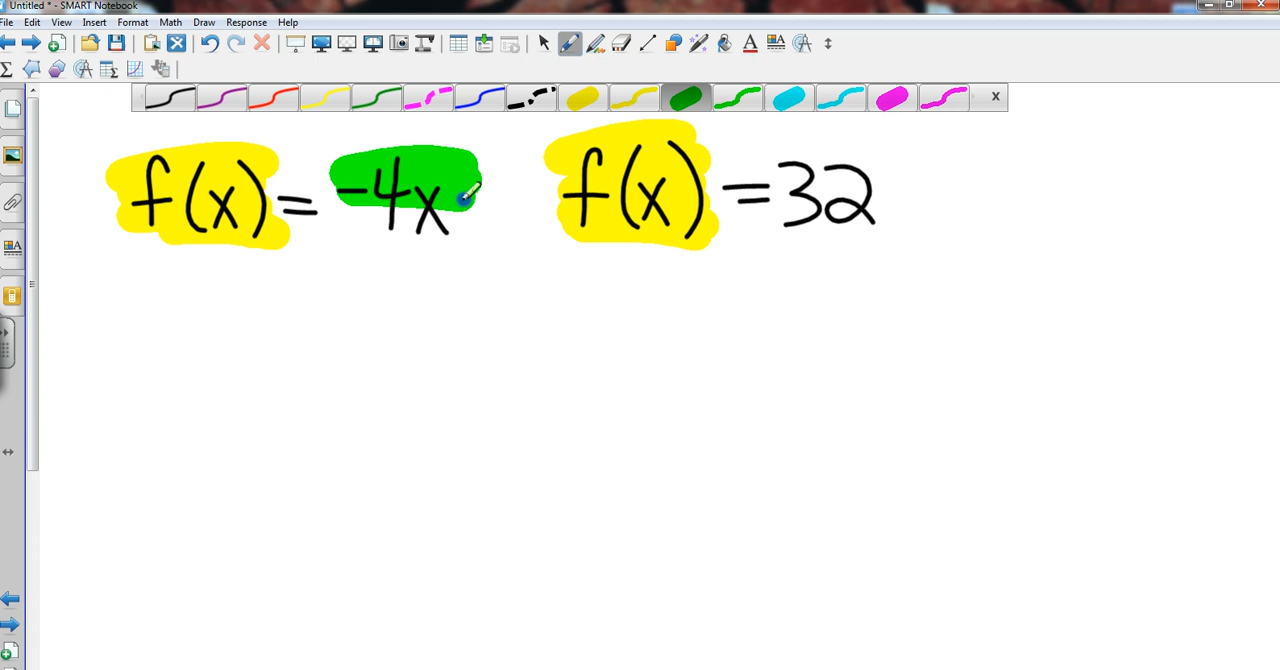 Untitled * - SMART Notebook
File Edit View Insert Format Math Draw Response Help
f(x) = -4x f(x) = 32